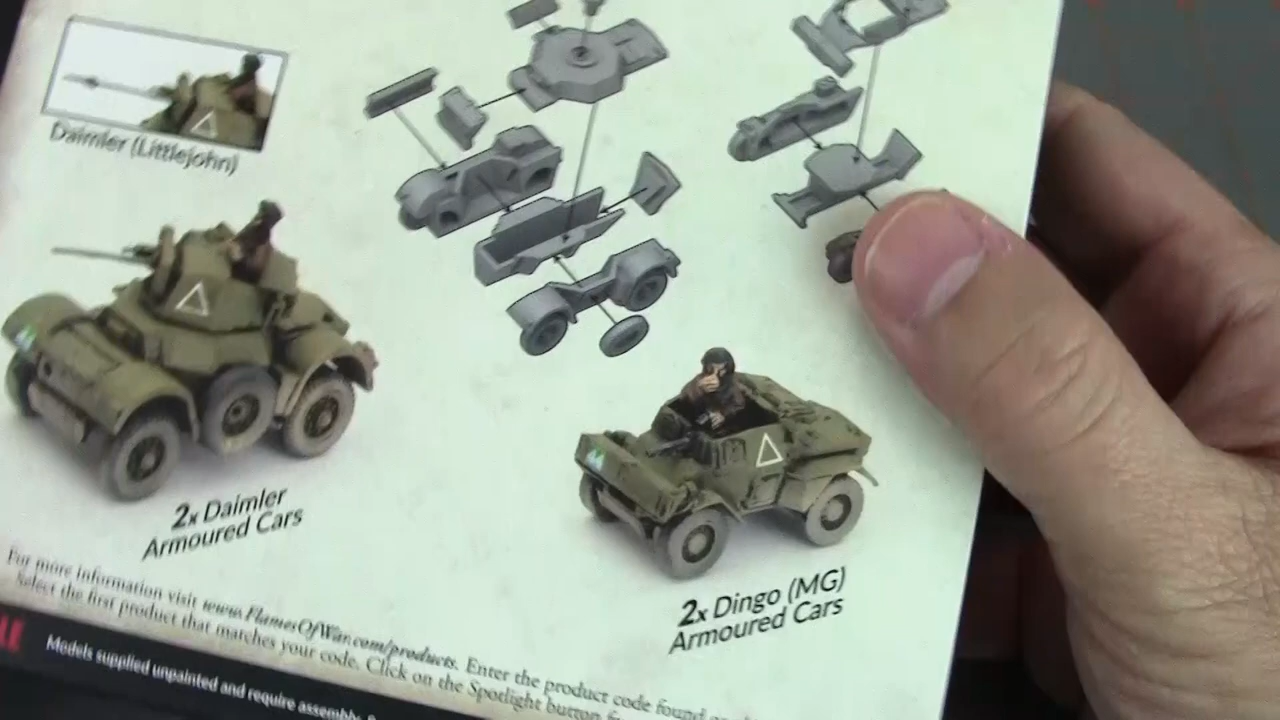 Daimler (Littlejohn)
2x Daimler
Armoured Cars
2x Dingo (MG)
Armoured Cars
For more information visit www.FlamesOfWar.com/products. Enter the product code found
Select the first product that matches your code. Click on the Spotlight button
Models supplied unpainted and require assembly.